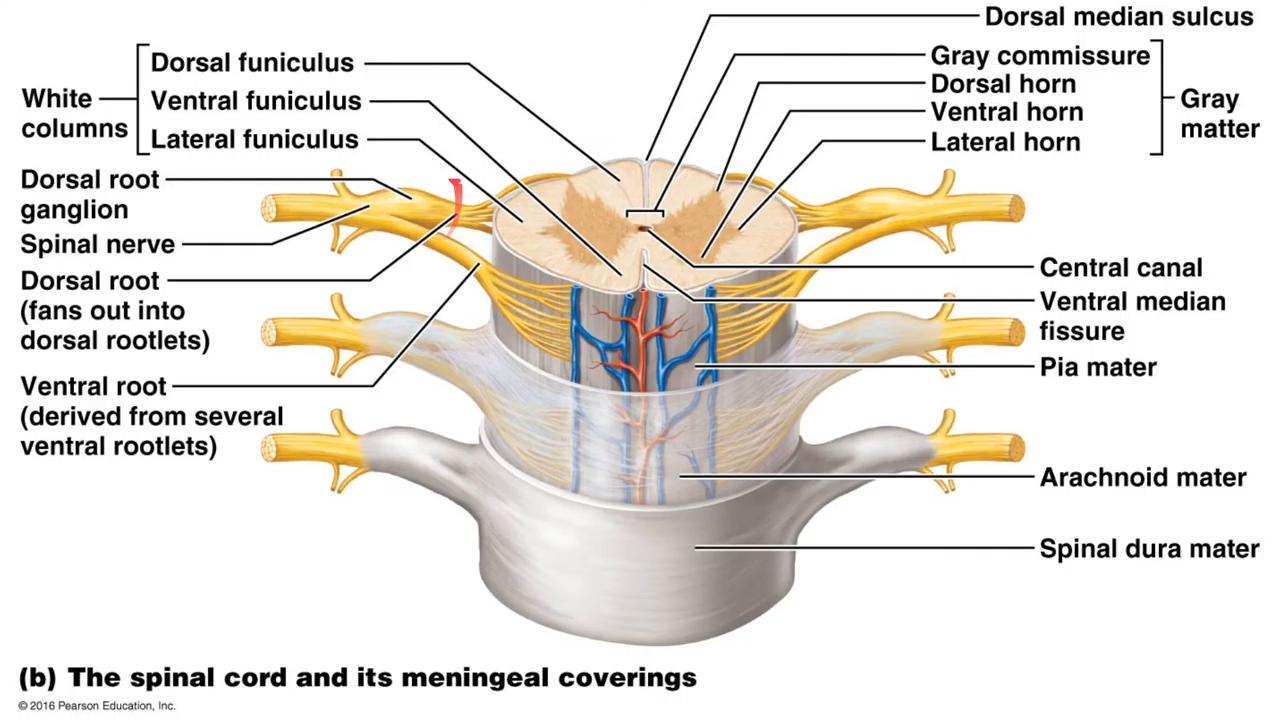 Dorsal median sulcus
Gray commissure
Dorsal horn
Ventral horn
Lateral horn
Gray
matter
White
columns
Dorsal funiculus
Ventral funiculus
Lateral funiculus
Dorsal root
ganglion
Spinal nerve
Dorsal root
(fans out into
dorsal rootlets)
Ventral root
(derived from several
ventral rootlets)
Central canal
Ventral median
fissure
Pia mater
Arachnoid mater
Spinal dura mater
(b) The spinal cord and its meningeal coverings
© 2016 Pearson Education, Inc.